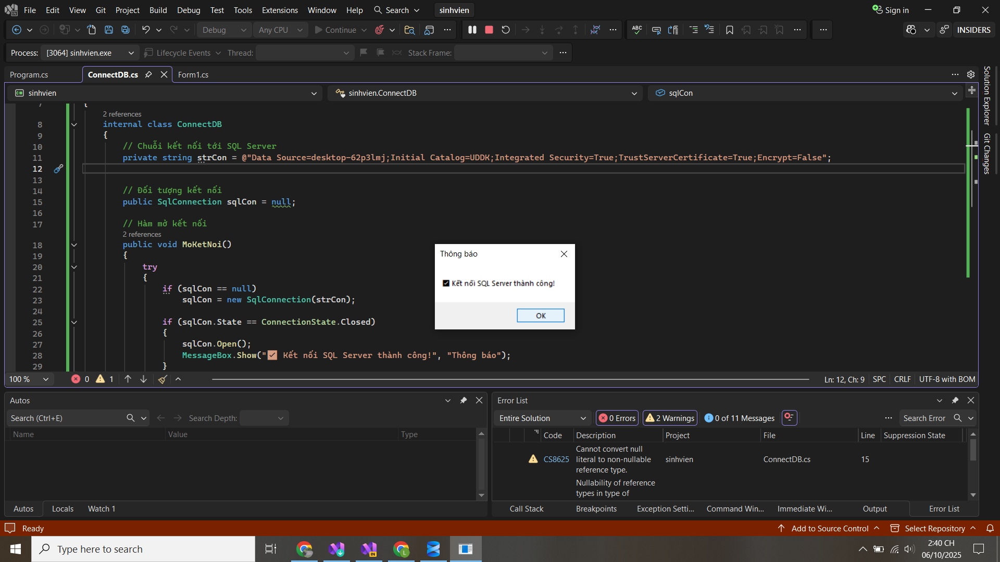 File Edit View Git Project Build Debug Test Tools Extensions Window Help Search sinhvien Sign in
Debug Any CPU Continue INSIDERS
Process: [3064] sinhvien.exe Lifecycle Events Thread: Stack Frame:
Program.cs ConnectDB.cs Form1.cs
sinhvien sinhvien.ConnectDB sqlCon
7 {
2 references
8 internal class ConnectDB
9 {
10 // Chuỗi kết nối tới SQL Server
11 private string strCon = @"Data Source=desktop-62p3lmj;Initial Catalog=UDDK;Integrated Security=True;TrustServerCertificate=True;Encrypt=False";
12
13
14 // Đối tượng kết nối
15 public SqlConnection sqlCon = null;
16
17 // Hàm mở kết nối
2 references
18 public void MoKetNoi()
19 {
20 try
21 {
22 if (sqlCon == null)
23 sqlCon = new SqlConnection(strCon);
24
25 if (sqlCon.State == ConnectionState.Closed)
26 {
27 sqlCon.Open();
28 MessageBox.Show("✅ Kết nối SQL Server thành công!", "Thông báo");
29 }
Thông báo
✅ Kết nối SQL Server thành công!
OK
100 % 0 1 Ln: 12, Ch: 9 SPC CRLF UTF-8 with BOM
Solution Explorer
Git Changes
Autos
Search (Ctrl+E) Search Depth:
Name Value Type
Autos Locals Watch 1
Error List
Entire Solution 0 Errors 2 Warnings 0 of 11 Messages Search Error
Code Description Project File Line Suppression State
CS8625 Cannot convert null literal to non-nullable reference type. sinhvien ConnectDB.cs 15
Nullability of reference
types in type of
Call Stack Breakpoints Exception Setti... Command Win... Immediate Wi... Output Error List
Ready Add to Source Control Select Repository
Type here to search
2:40 CH
06/10/2025